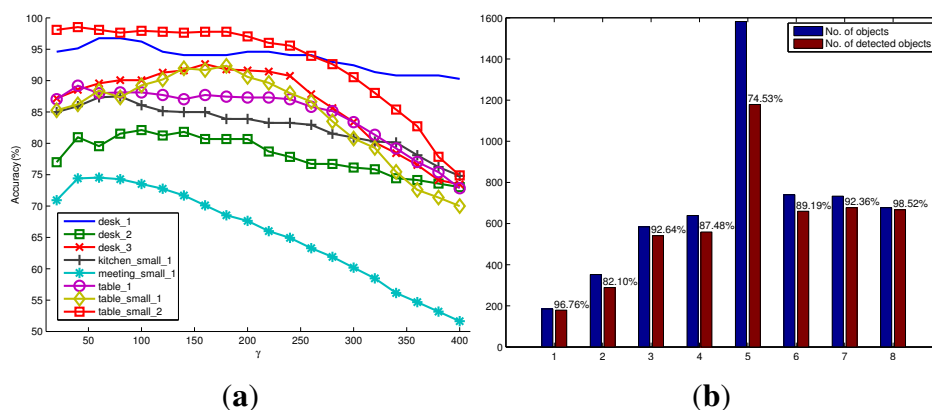 100
95
90
85
80
75
70
65
60
55
50
Accuracy(%)
desk_1
desk_2
desk_3
kitchen_small_1
meeting_small_1
table_1
table_small_1
table_small_2
50 100 150 200 250 300 350 400
γ
(a)
1600
1400
1200
1000
800
600
400
200
0
No. of objects
No. of detected objects
96.76%
82.10%
92.64%
87.48%
74.53%
89.19%
92.36%
98.52%
1 2 3 4 5 6 7 8
(b)